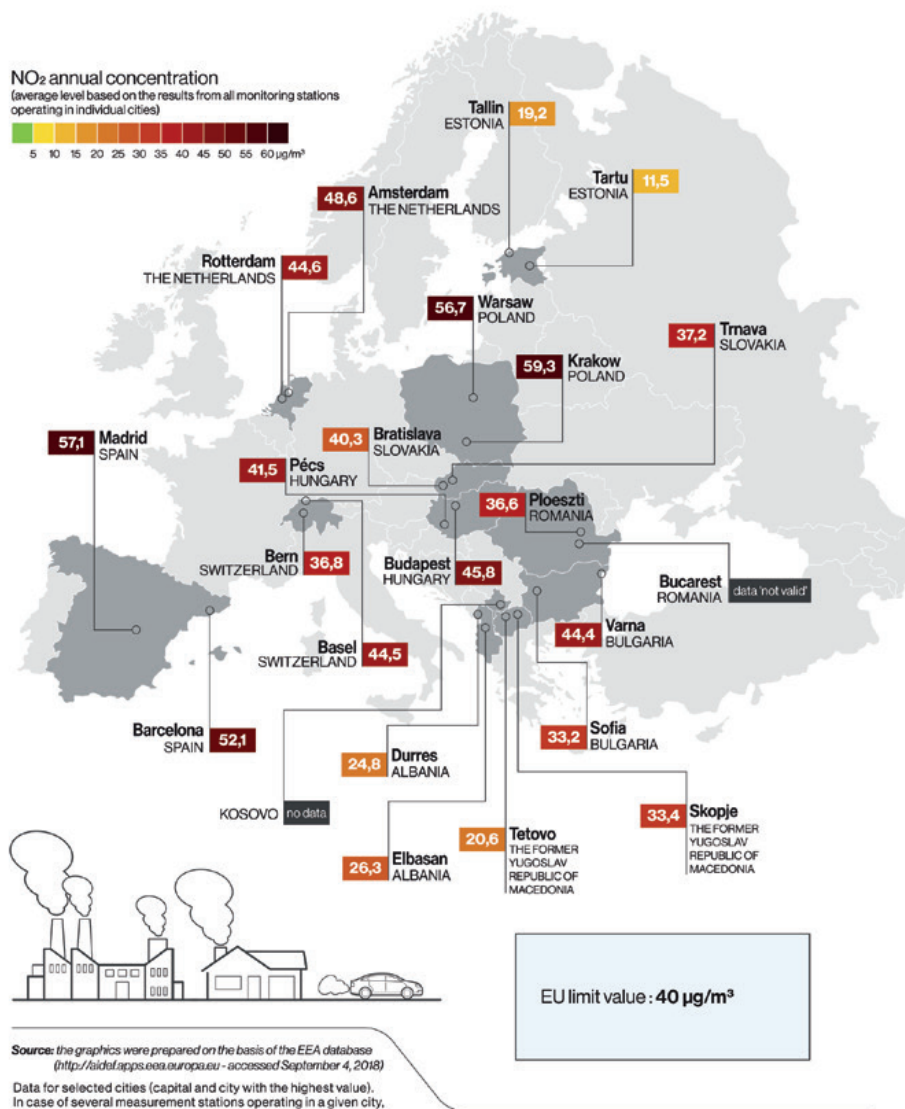 NO₂ annual concentration
(average level based on the results from all monitoring stations
operating in individual cities)
5 10 15 20 25 30 35 40 45 50 55 60 µg/m³
Tallin
ESTONIA
19,2
Tartu
ESTONIA
11,5
48,6
Amsterdam
THE NETHERLANDS
Rotterdam
THE NETHERLANDS
44,6
56,7
Warsaw
POLAND
37,2
Trnava
SLOVAKIA
59,3
Krakow
POLAND
57,1
Madrid
SPAIN
40,3
Bratislava
SLOVAKIA
41,5
Pécs
HUNGARY
36,6
Ploeszti
ROMANIA
Bern
SWITZERLAND
36,8
Budapest
HUNGARY
45,8
Bucarest
ROMANIA
data 'not valid'
Basel
SWITZERLAND
44,5
44,4
Varna
BULGARIA
Barcelona
SPAIN
52,1
33,2
Sofia
BULGARIA
24,8
Durres
ALBANIA
KOSOVO
no data
33,4
Skopje
THE FORMER
YUGOSLAV
REPUBLIC OF
MACEDONIA
26,3
Elbasan
ALBANIA
20,6
Tetovo
THE FORMER
YUGOSLAV
REPUBLIC OF
MACEDONIA
EU limit value : 40 µg/m³
Source: the graphics were prepared on the basis of the EEA database
(http://aidef.apps.eea.europa.eu - accessed September 4, 2018)
Data for selected cities (capital and city with the highest value).
In case of several measurement stations operating in a given city,